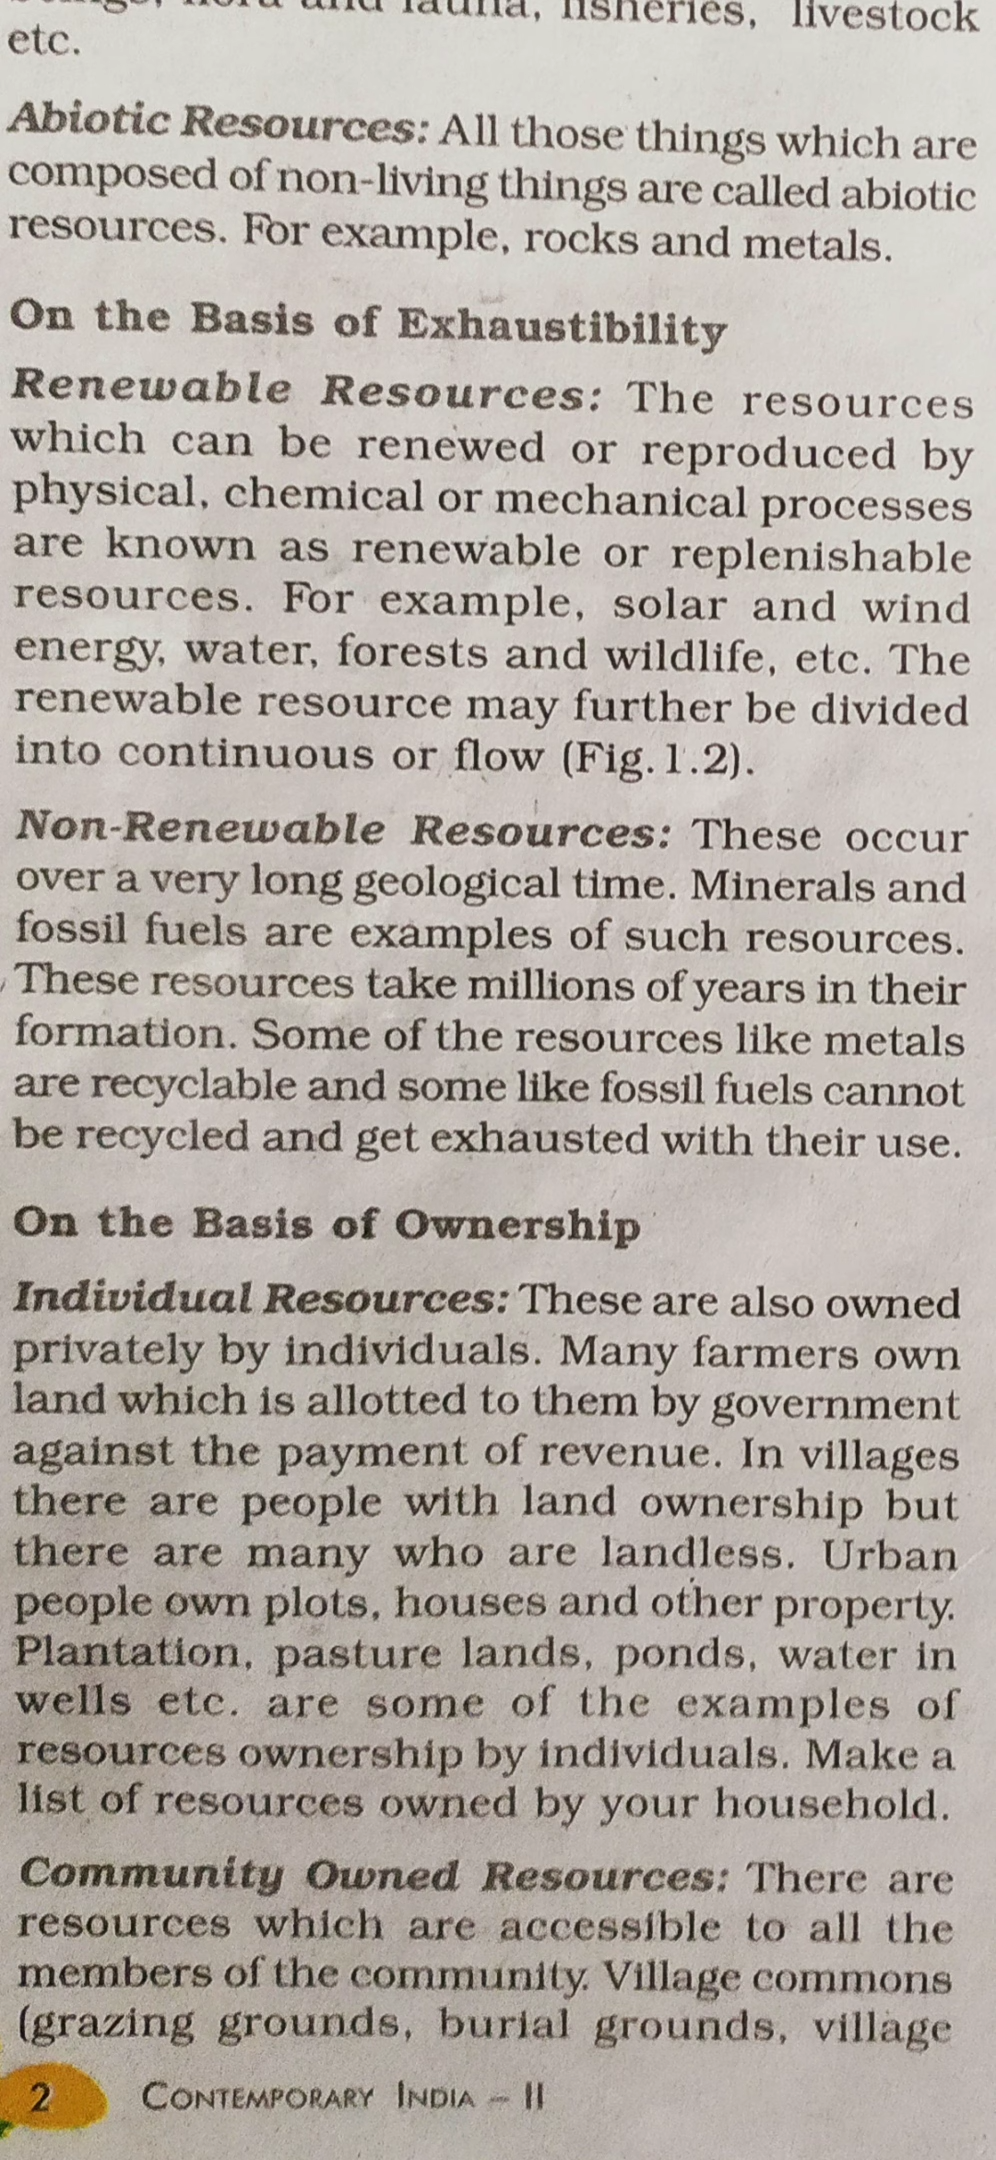 and fauna, fisheries, livestock
etc.
Abiotic Resources: All those things which are
composed of non-living things are called abiotic
resources. For example, rocks and metals.
On the Basis of Exhaustibility
Renewable Resources: The resources
which can be renewed or reproduced by
physical, chemical or mechanical processes
are known as renewable or replenishable
resources. For example, solar and wind
energy, water, forests and wildlife, etc. The
renewable resource may further be divided
into continuous or flow (Fig. 1.2).
Non-Renewable Resources: These occur
over a very long geological time. Minerals and
fossil fuels are examples of such resources.
These resources take millions of years in their
formation. Some of the resources like metals
are recyclable and some like fossil fuels cannot
be recycled and get exhausted with their use.
On the Basis of Ownership
Individual Resources: These are also owned
privately by individuals. Many farmers own
land which is allotted to them by government
against the payment of revenue. In villages
there are people with land ownership but
there are many who are landless. Urban
people own plots, houses and other property.
Plantation, pasture lands, ponds, water in
wells etc. are some of the examples of
resources ownership by individuals. Make a
list of resources owned by your household.
Community Owned Resources: There are
resources which are accessible to all the
members of the community. Village commons
(grazing grounds, burial grounds, village
2 CONTEMPORARY INDIA – II